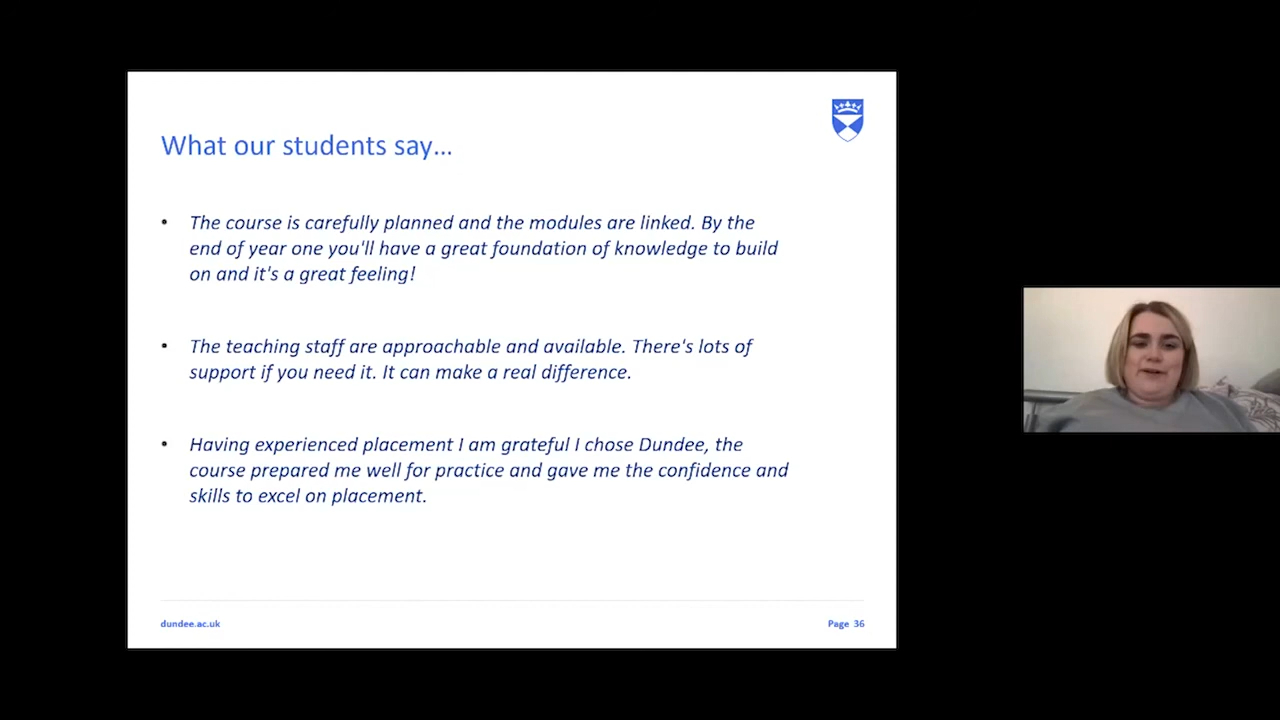 What our students say...
• The course is carefully planned and the modules are linked. By the
end of year one you'll have a great foundation of knowledge to build
on and it's a great feeling!
• The teaching staff are approachable and available. There's lots of
support if you need it. It can make a real difference.
• Having experienced placement I am grateful I chose Dundee, the
course prepared me well for practice and gave me the confidence and
skills to excel on placement.
dundee.ac.uk
Page 36